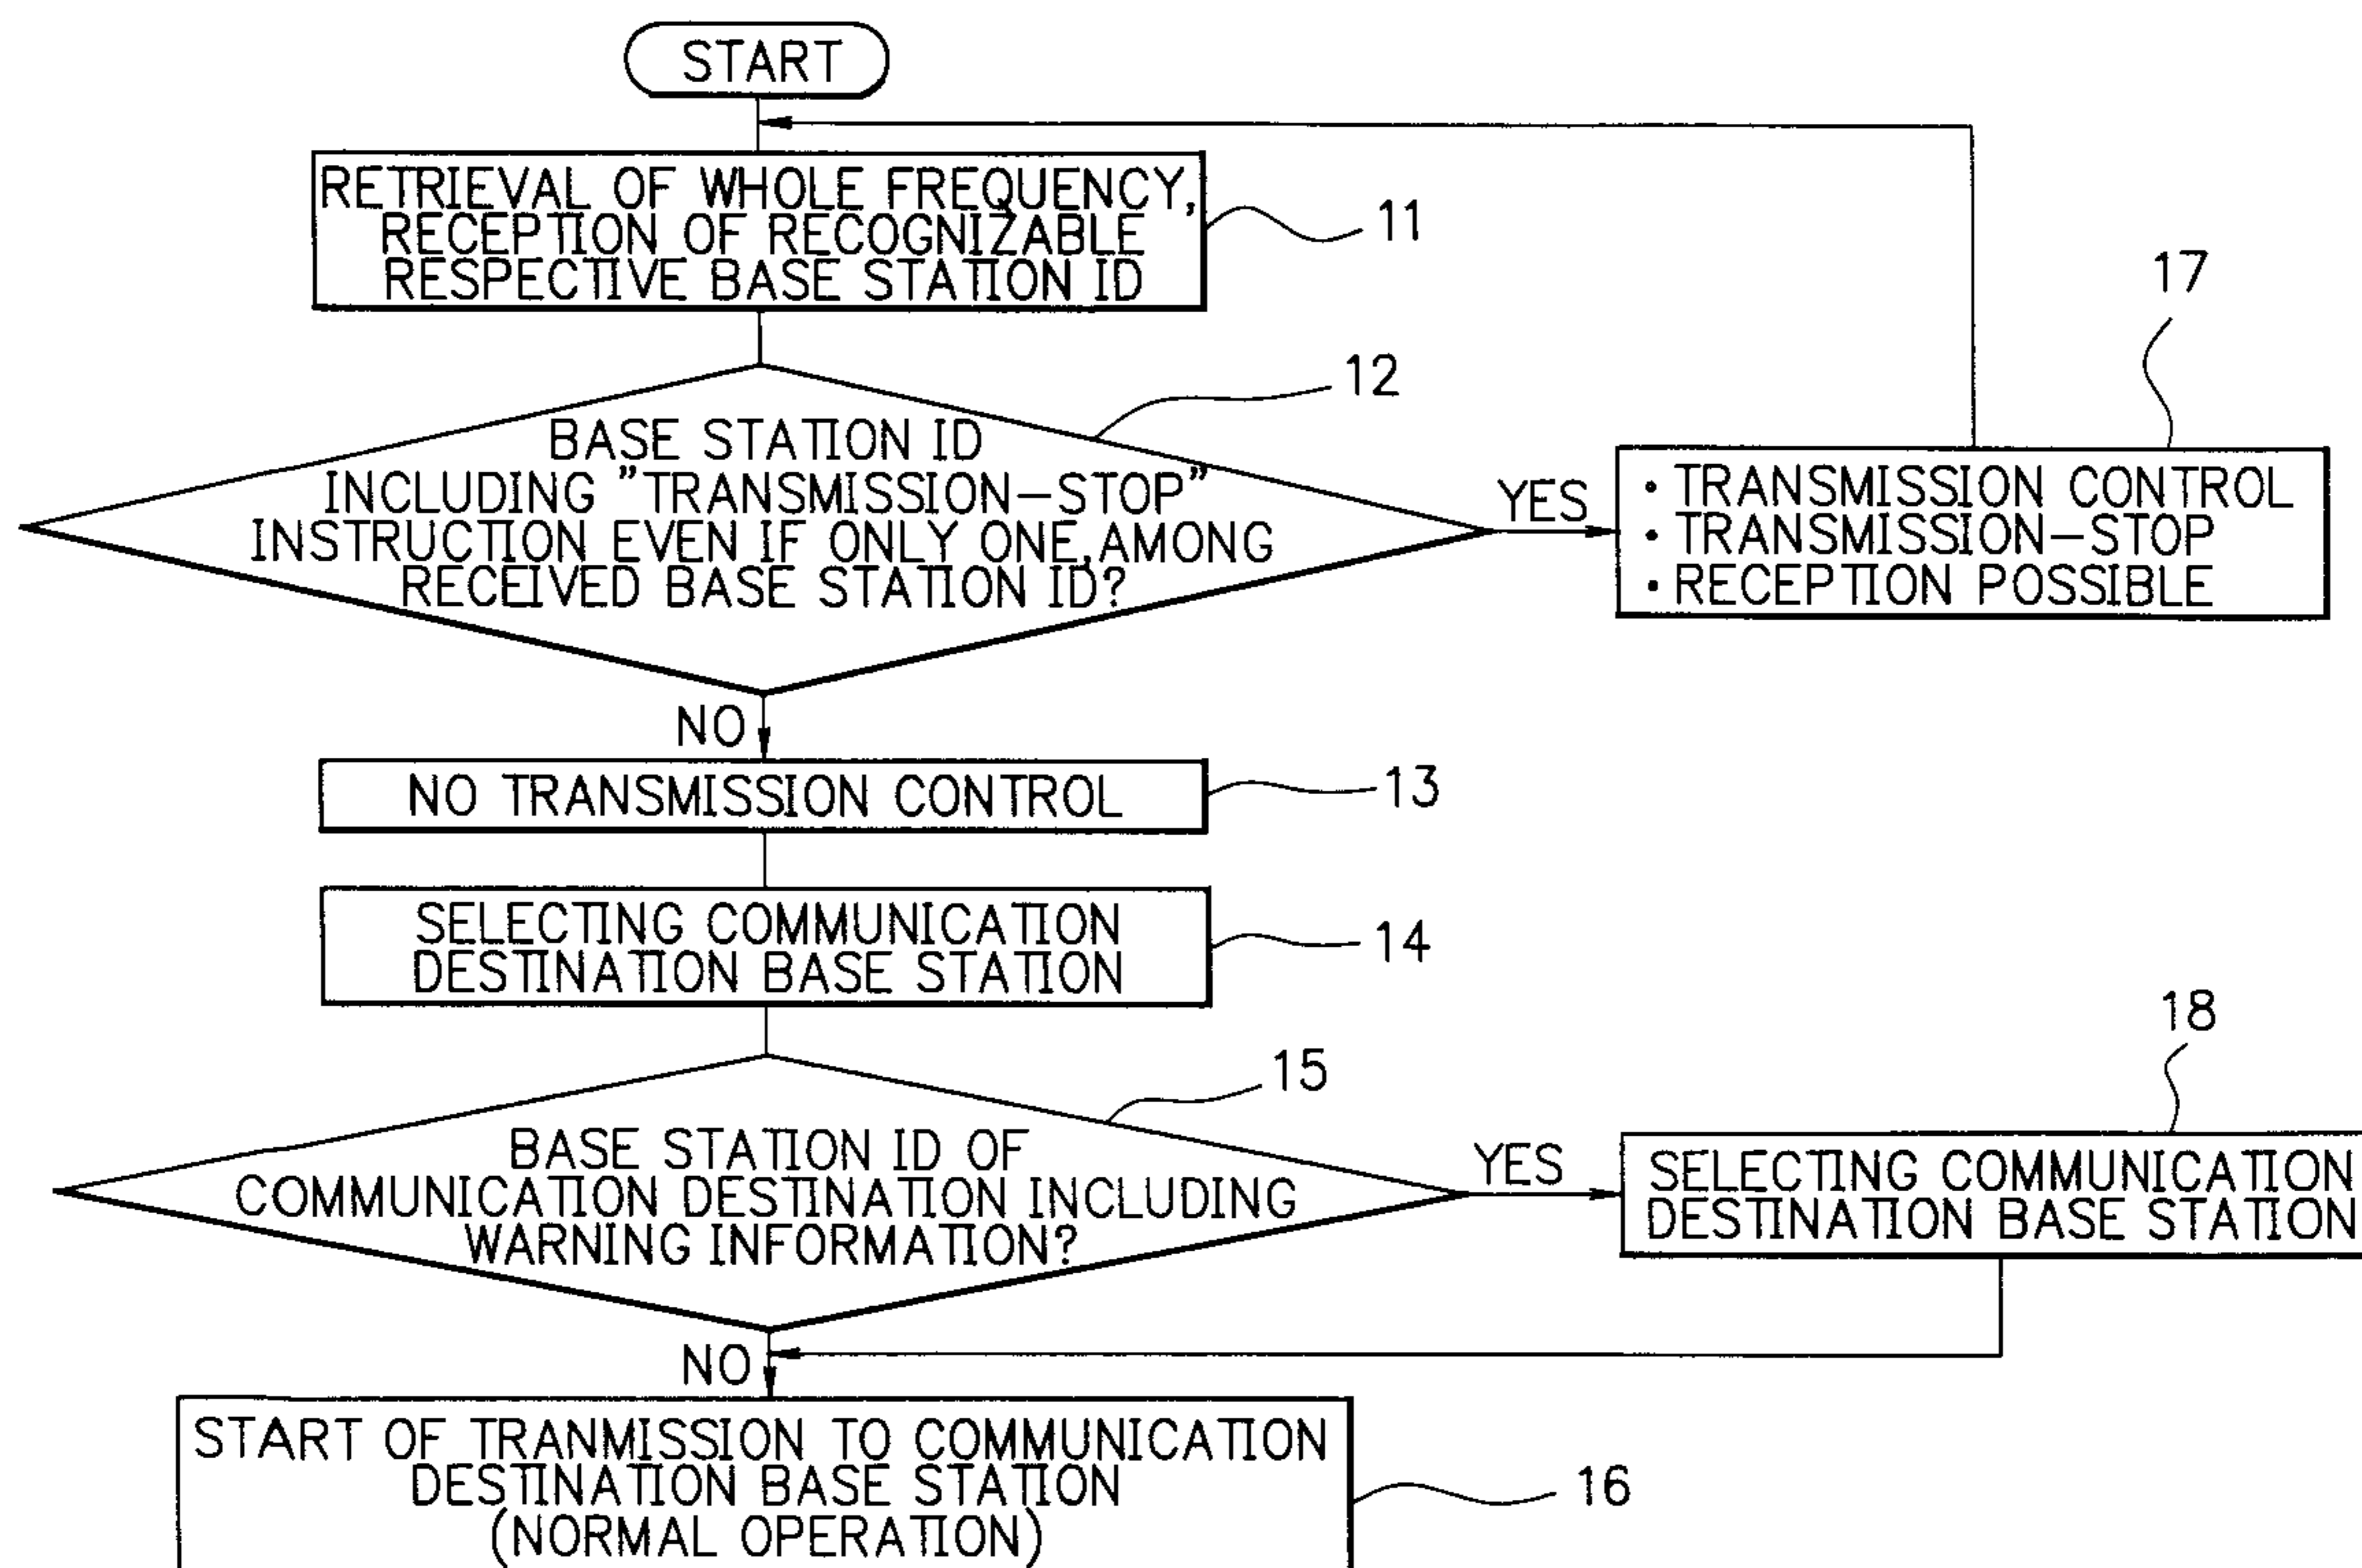 START
RETRIEVAL OF WHOLE FREQUENCY,
RECEPTION OF RECOGNIZABLE
RESPECTIVE BASE STATION ID
11
17
12
BASE STATION ID
INCLUDING "TRANSMISSION-STOP"
INSTRUCTION EVEN IF ONLY ONE, AMONG
RECEIVED BASE STATION ID?
YES
• TRANSMISSION CONTROL
• TRANSMISSION-STOP
• RECEPTION POSSIBLE
NO
NO TRANSMISSION CONTROL
13
SELECTING COMMUNICATION
DESTINATION BASE STATION
14
18
15
BASE STATION ID OF
COMMUNICATION DESTINATION INCLUDING
WARNING INFORMATION?
YES
SELECTING COMMUNICATION
DESTINATION BASE STATION
NO
START OF TRANMISSION TO COMMUNICATION
DESTINATION BASE STATION
(NORMAL OPERATION)
16